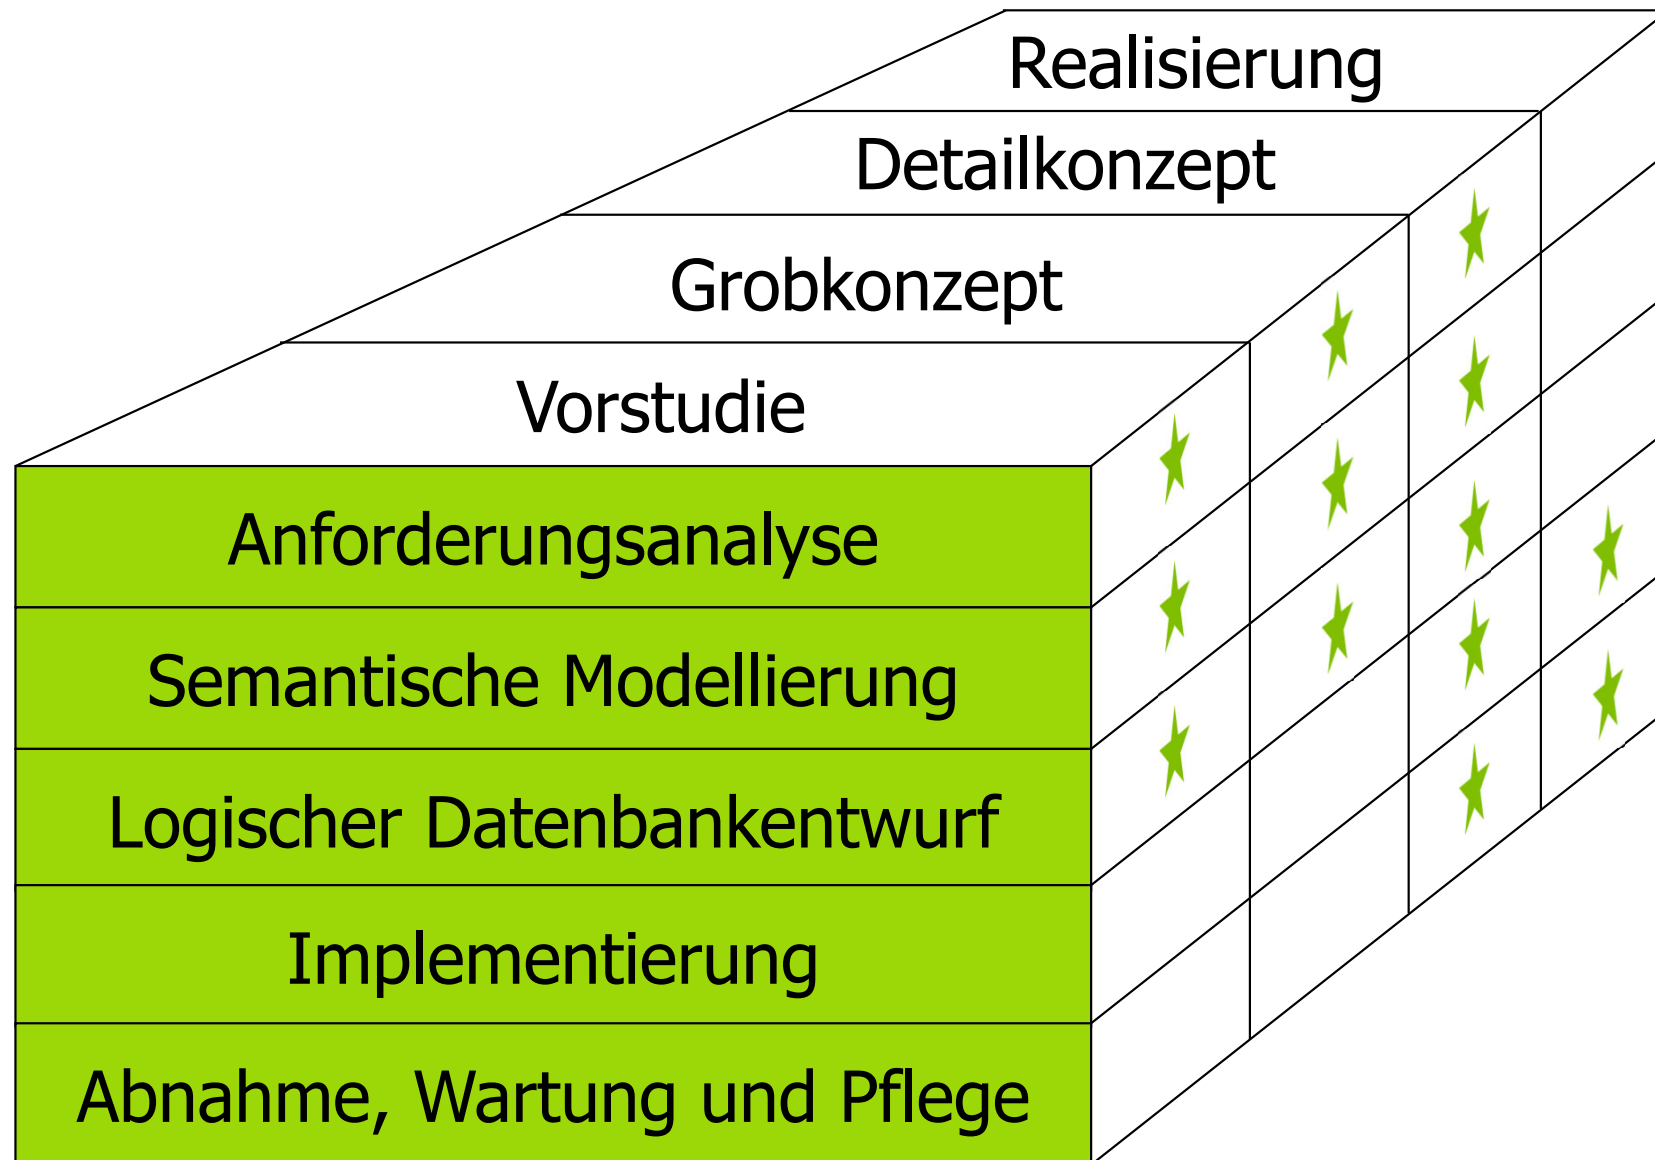 Realisierung
Detailkonzept
Grobkonzept
Vorstudie
Anforderungsanalyse
Semantische Modellierung
Logischer Datenbankentwurf
Implementierung
Abnahme, Wartung und Pflege